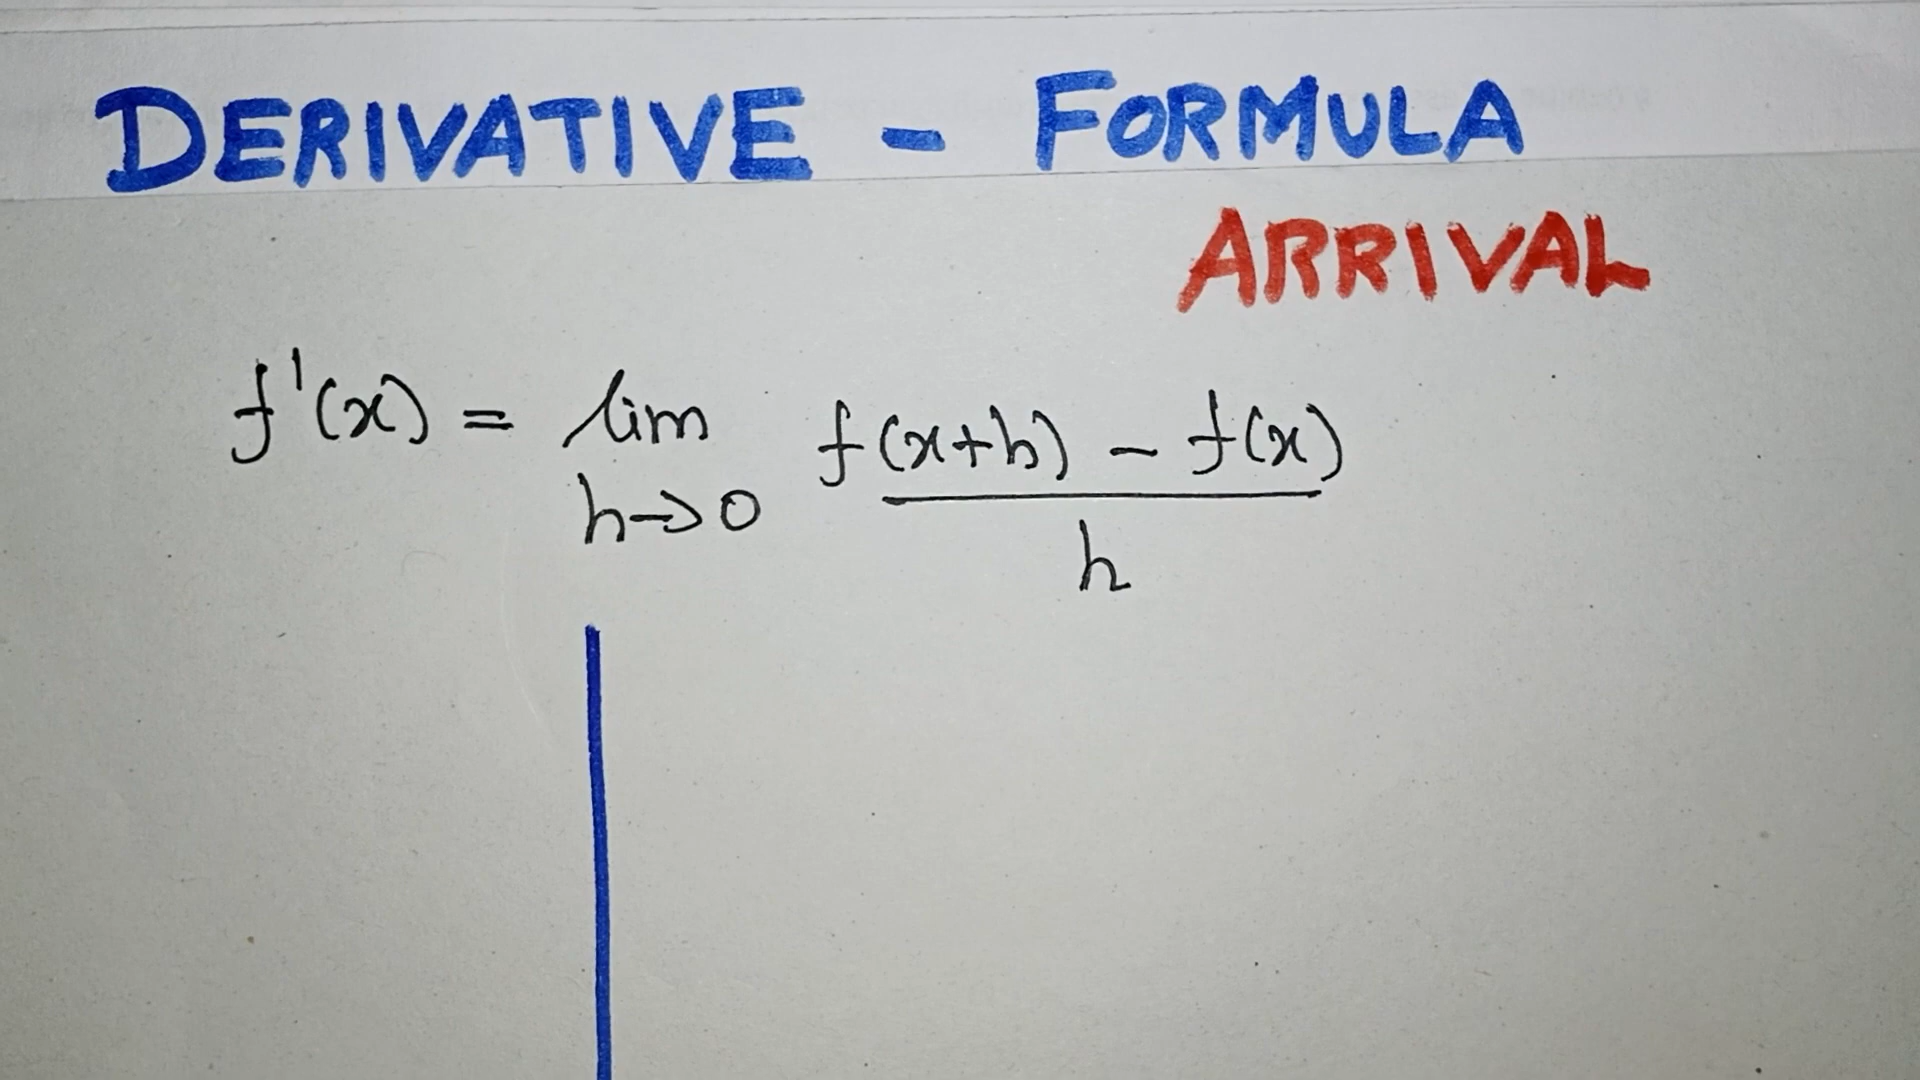 DERIVATIVE - FORMULA
ARRIVAL
f'(x) = lim f(x+h) - f(x)
h→0 h